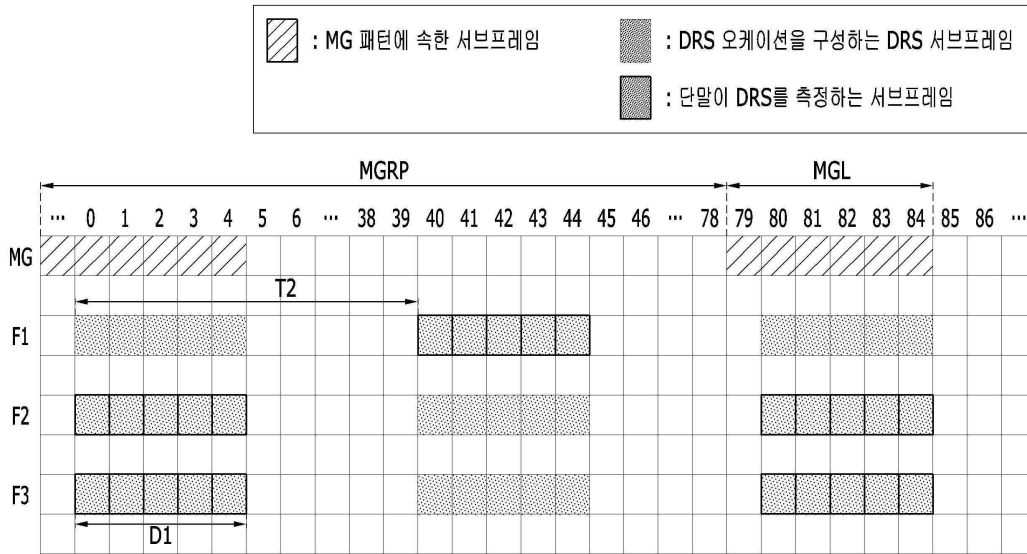 : MG 패턴에 속한 서브프레임
: DRS 오케이션을 구성하는 DRS 서브프레임
: 단말이 DRS를 측정하는 서브프레임
MGRP MGL
··· 0 1 2 3 4 5 6 ··· 38 39 40 41 42 43 44 45 46 ··· 78 79 80 81 82 83 84 85 86 ···
MG
T2
F1
F2
F3
D1